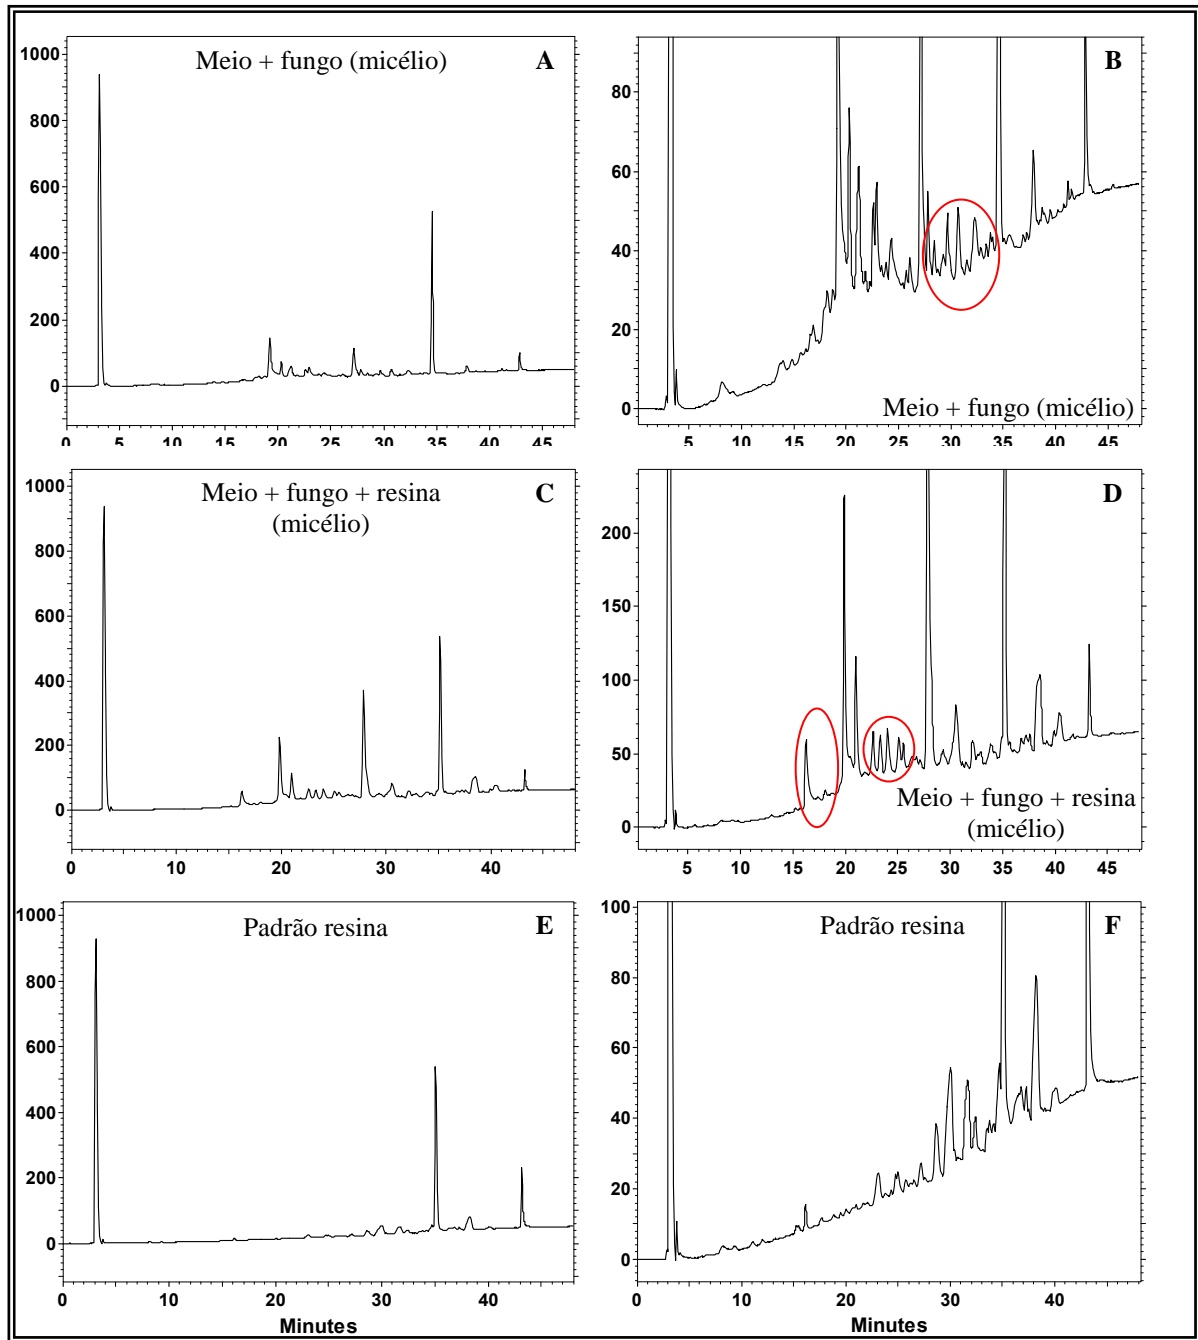 Meio + fungo (micélio) A
1000
800
600
400
200
0
0 5 10 15 20 25 30 35 40 45
B
80
60
40
20
0
Meio + fungo (micélio)
5 10 15 20 25 30 35 40 45
Meio + fungo + resina C
(micélio)
1000
800
600
400
200
0
0 10 20 30 40
D
200
150
100
50
0
Meio + fungo + resina
(micélio)
5 10 15 20 25 30 35 40 45
Padrão resina E
1000
800
600
400
200
0
0 10 20 30 40
Minutes
Padrão resina F
100
80
60
40
20
0
0 10 20 30 40
Minutes